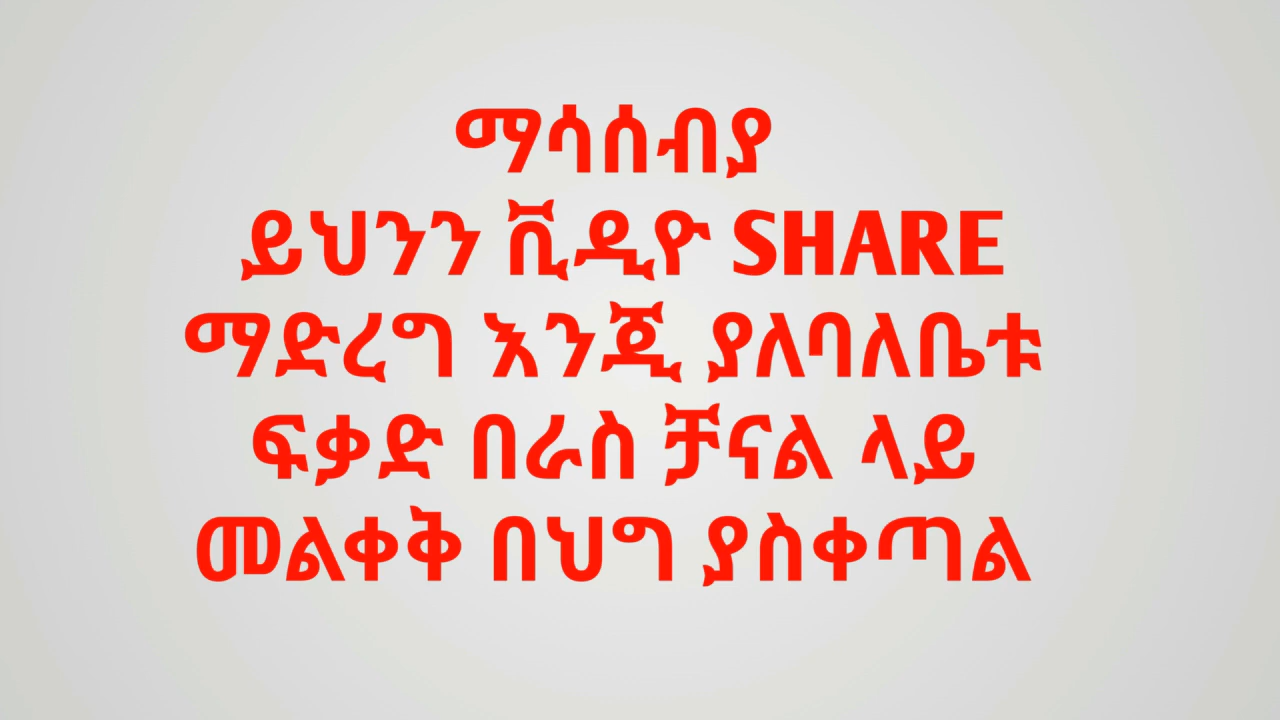 ማሳሰብያ
ይህንን ቪዲዮ SHARE
ማድረግ እንጂ ያለባለቤቱ
ፍቃድ በራስ ቻናል ላይ
መልቀቅ በህግ ያስቀጣል